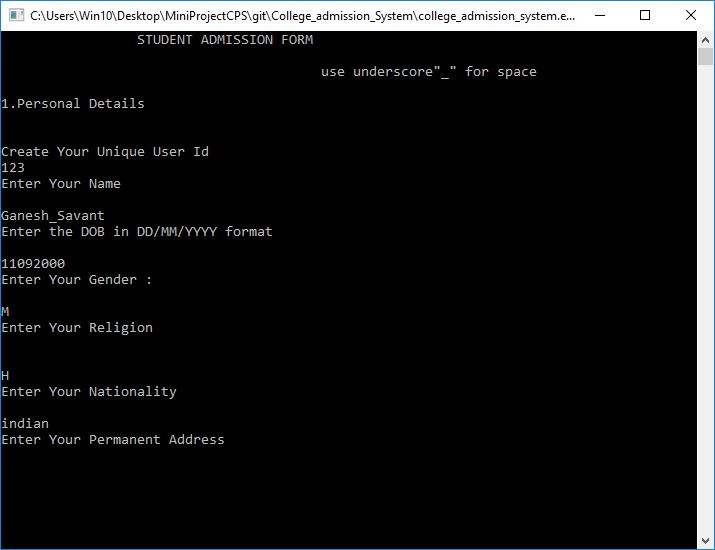 C:\Users\Win10\Desktop\MiniProjectCPS\git\College_admission_System\college_admission_system.e...
STUDENT ADMISSION FORM
use underscore"_" for space
1.Personal Details
Create Your Unique User Id
123
Enter Your Name
Ganesh_Savant
Enter the DOB in DD/MM/YYYY format
11092000
Enter Your Gender :
M
Enter Your Religion
H
Enter Your Nationality
indian
Enter Your Permanent Address